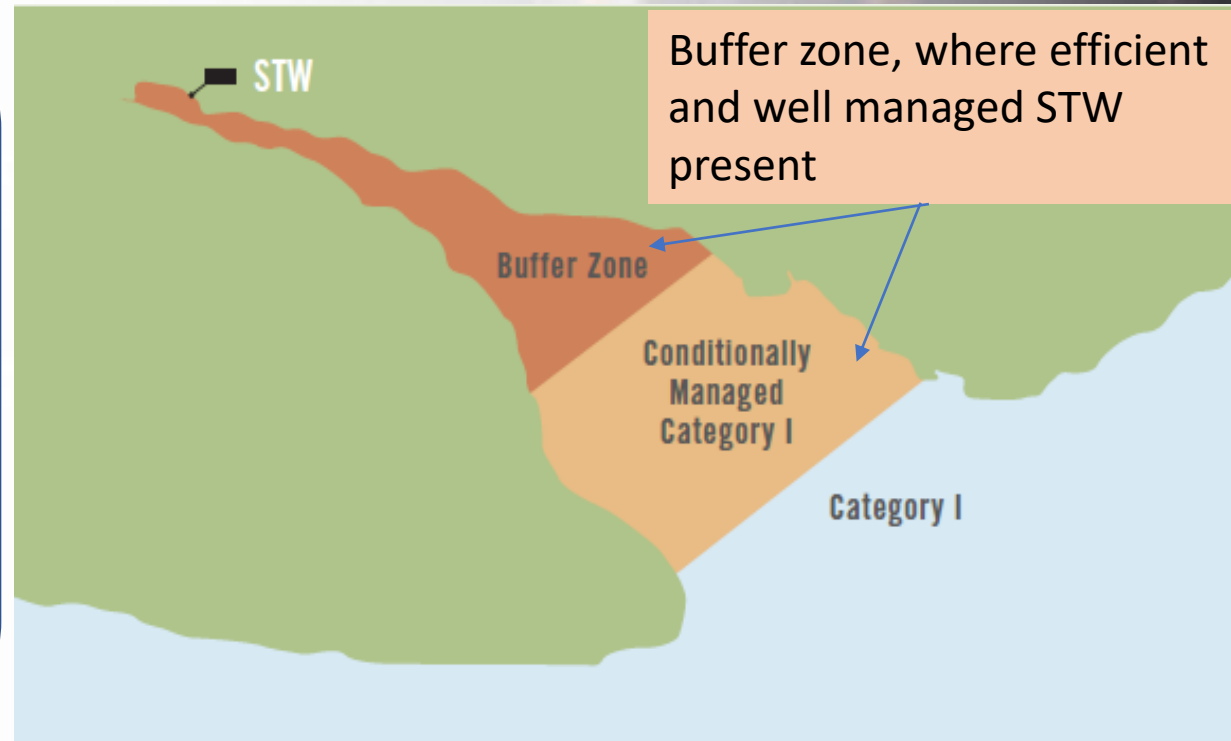 STW
Buffer zone, where efficient
and well managed STW
present
Buffer Zone
Conditionally
Managed
Category I
Category I